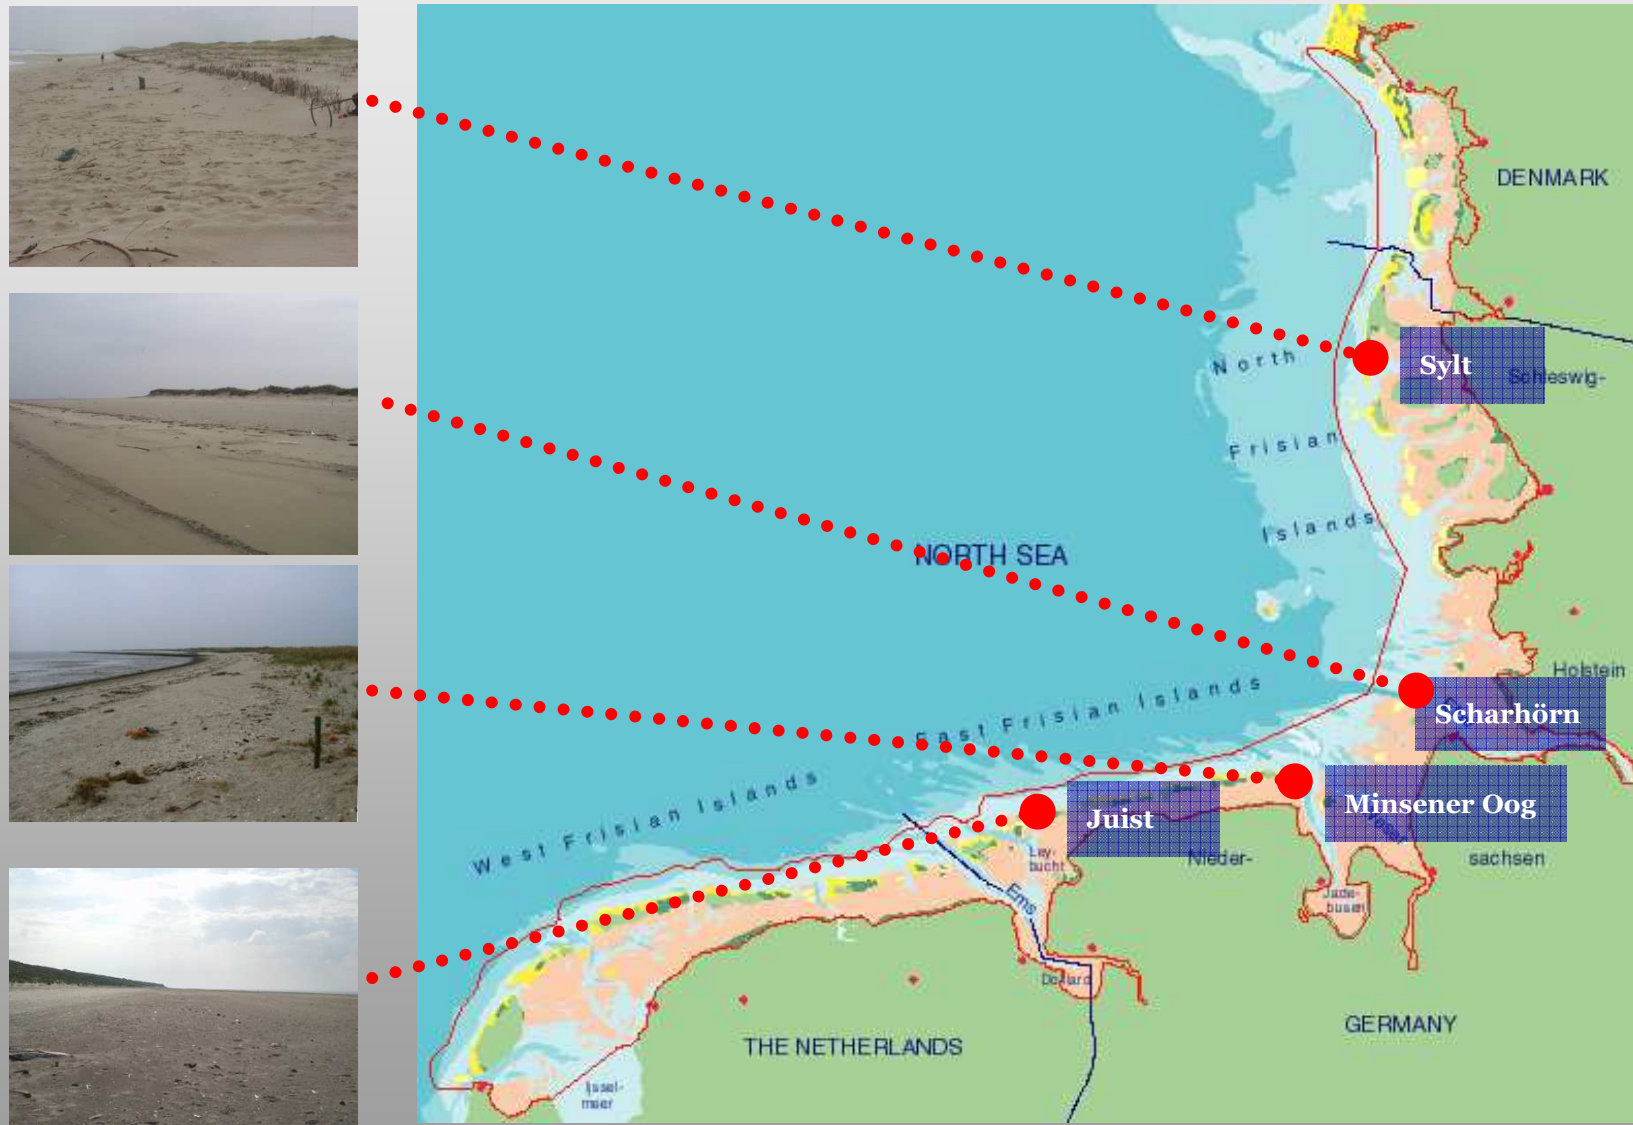 DENMARK
North
Sylt
Schleswig-
Frisian
Islands
NORTH SEA
Holstein
East Frisian Islands
Scharhörn
West Frisian Islands
Minsener Oog
Juist
Weser
Ley-
bucht
Nieder-
sachsen
Ems
Jade-
busen
Dollard
GERMANY
THE NETHERLANDS
Ijssel-
meer